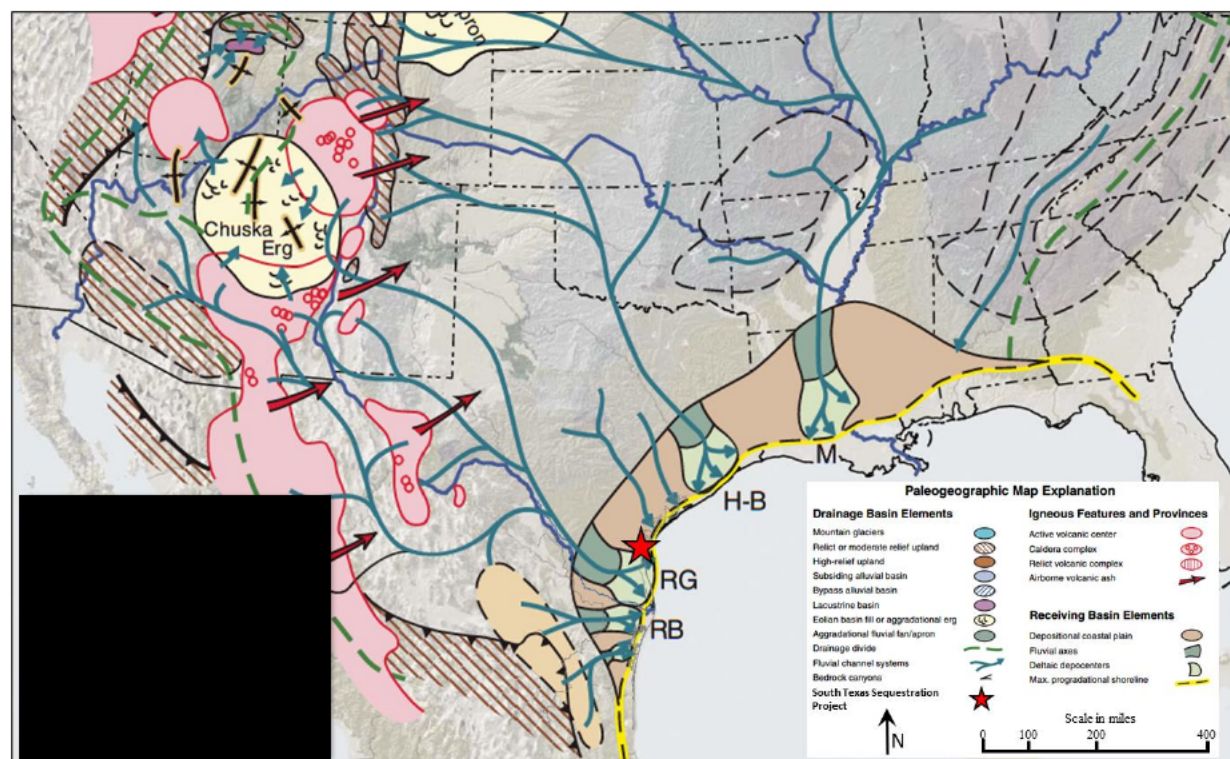 pron
Chuska
Erg
M
H-B
RG
RB
Paleogeographic Map Explanation
Drainage Basin Elements
Mountain glaciers
Relict or moderate relief upland
High-relief upland
Subsiding alluvial basin
Bypass alluvial basin
Lacustrine basin
Eolian basin fill or aggradational erg
Aggradational fluvial fan/apron
Drainage divide
Fluvial channel systems
Bedrock canyons
South Texas Sequestration
Project
N
Igneous Features and Provinces
Active volcanic center
Caldera complex
Relict volcanic complex
Airborne volcanic ash
Receiving Basin Elements
Depositional coastal plain
Fluvial axes
Deltaic depocenters
Max. progradational shoreline
Scale in miles
0 100 200 400